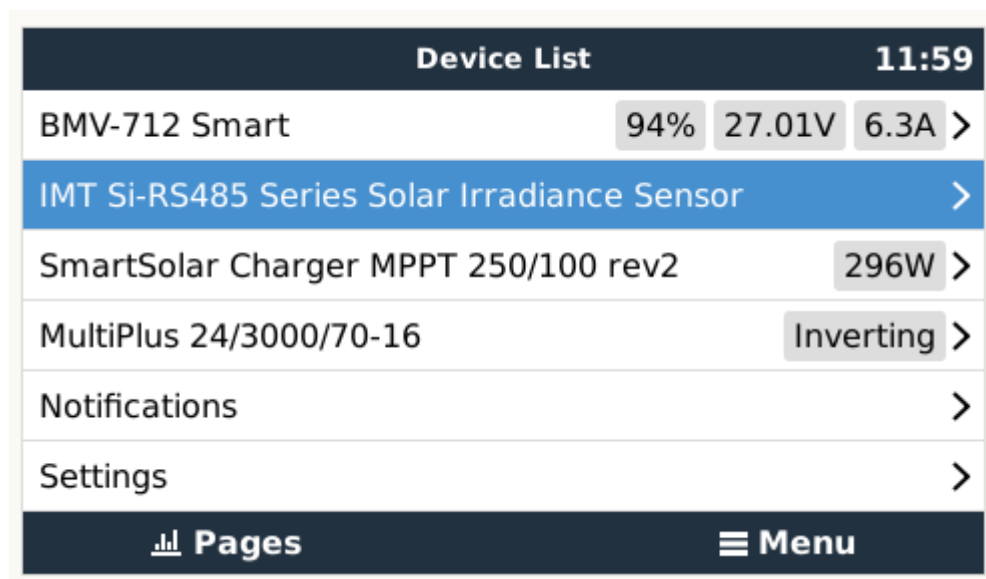 Device List 11:59
BMV-712 Smart 94% 27.01V 6.3A
IMT Si-RS485 Series Solar Irradiance Sensor
SmartSolar Charger MPPT 250/100 rev2 296W
MultiPlus 24/3000/70-16 Inverting
Notifications
Settings
Pages Menu